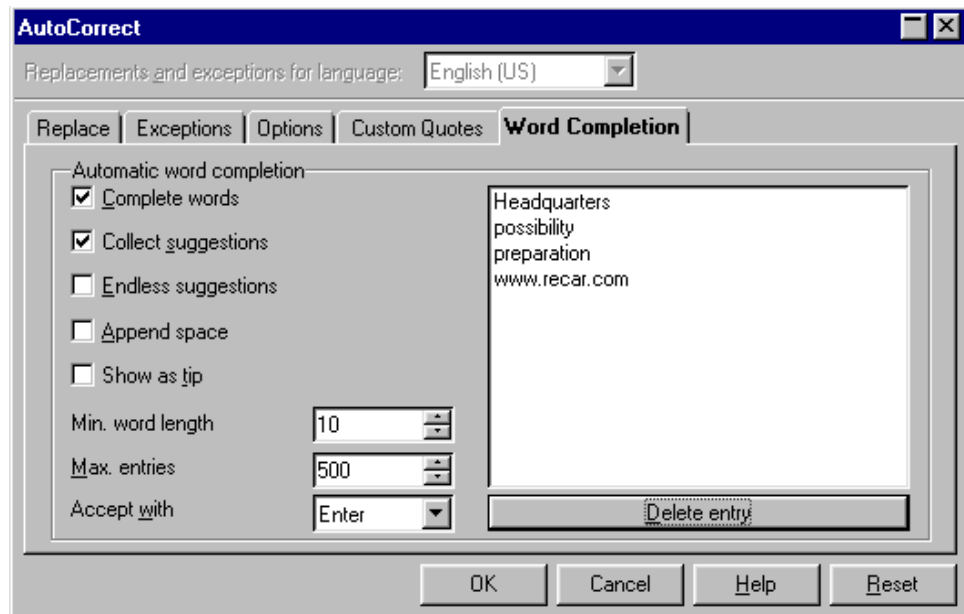 AutoCorrect
Replacements and exceptions for language: English (US)
Replace Exceptions Options Custom Quotes Word Completion
Automatic word completion
Complete words
Collect suggestions
Endless suggestions
Append space
Show as tip
Min. word length 10
Max. entries 500
Accept with Enter
Headquarters
possibility
preparation
www.recar.com
Delete entry
OK Cancel Help Reset